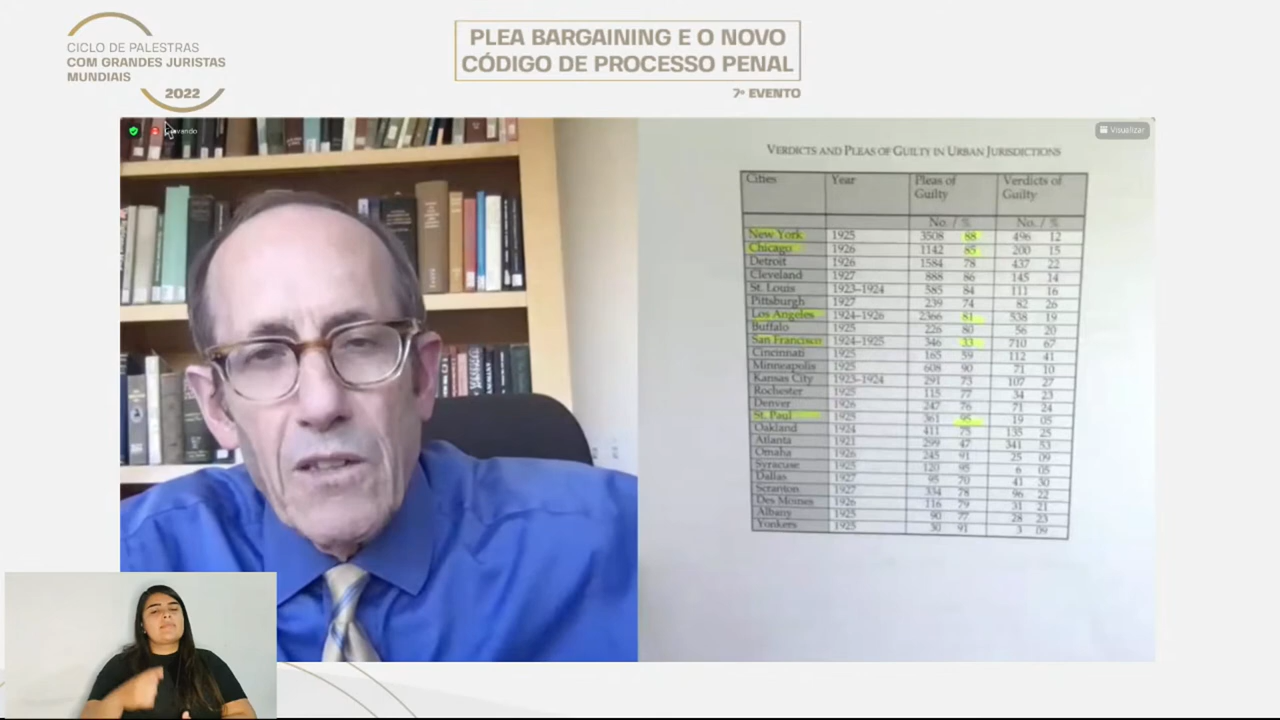 CICLO DE PALESTRAS
COM GRANDES JURISTAS
MUNDIAIS
2022
PLEA BARGAINING E O NOVO
CÓDIGO DE PROCESSO PENAL
7º EVENTO
Visualizar
VERDICTS AND PLEAS OF GUILTY IN URBAN JURISDICTIONS
Cities Year Pleas of Guilty Verdicts of Guilty
No. / % No. / %
New York 1925 3508 88 496 12
Chicago 1926 1142 85 200 15
Detroit 1926 1584 78 437 22
Cleveland 1927 888 86 145 14
St. Louis 1923–1924 585 84 111 16
Pittsburgh 1927 239 74 82 26
Los Angeles 1924–1926 2366 81 538 19
Buffalo 1925 226 80 56 20
San Francisco 1924–1925 346 33 710 67
Cincinnati 1925 165 59 112 41
Minneapolis 1925 608 90 71 10
Kansas City 1923–1924 291 73 107 27
Rochester 1925 115 77 34 23
Denver 1926 247 76 71 24
St. Paul 1925 361 95 19 05
Oakland 1924 411 75 135 25
Atlanta 1921 299 47 341 53
Omaha 1926 245 91 25 09
Syracuse 1925 120 95 6 05
Dallas 1927 95 70 41 30
Scranton 1927 334 78 96 22
Des Moines 1926 116 79 31 21
Albany 1925 90 77 28 23
Yonkers 1925 30 91 3 09